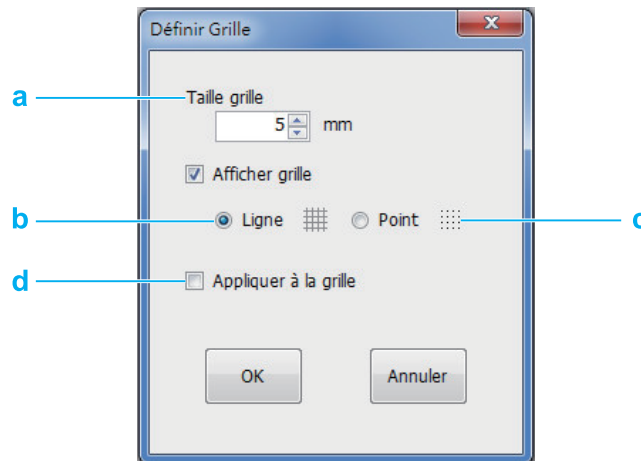 Définir Grille
x
a
Taille grille
5 mm
Afficher grille
b
Ligne
Point
c
d
Appliquer à la grille
OK
Annuler